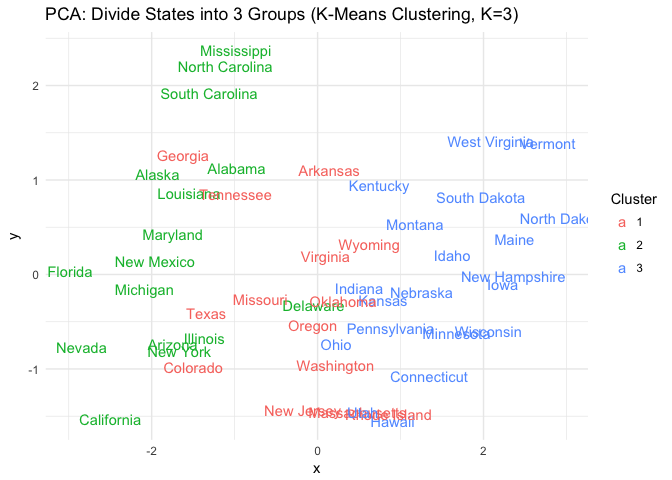 PCA: Divide States into 3 Groups (K-Means Clustering, K=3)
Mississippi
North Carolina
South Carolina
West Virginia
Vermont
Georgia
Alaska
Alabama
Arkansas
Kentucky
Louisiana
Tennessee
South Dakota
Montana
North Dako
Maryland
Wyoming
Maine
Virginia
Idaho
New Mexico
Florida
New Hampshire
Michigan
Indiana
Nebraska
Iowa
Missouri
Delaware
Oklahoma
Kansas
Texas
Oregon
Pennsylvania
Minnesota
Wisconsin
Nevada
Arizona
Illinois
New York
Ohio
Colorado
Washington
Connecticut
California
New Jersey
Massachusetts
Utah
Rhode Island
Hawaii
2
1
0
-1
y
-2
0
2
x
Cluster
a 1
a 2
a 3